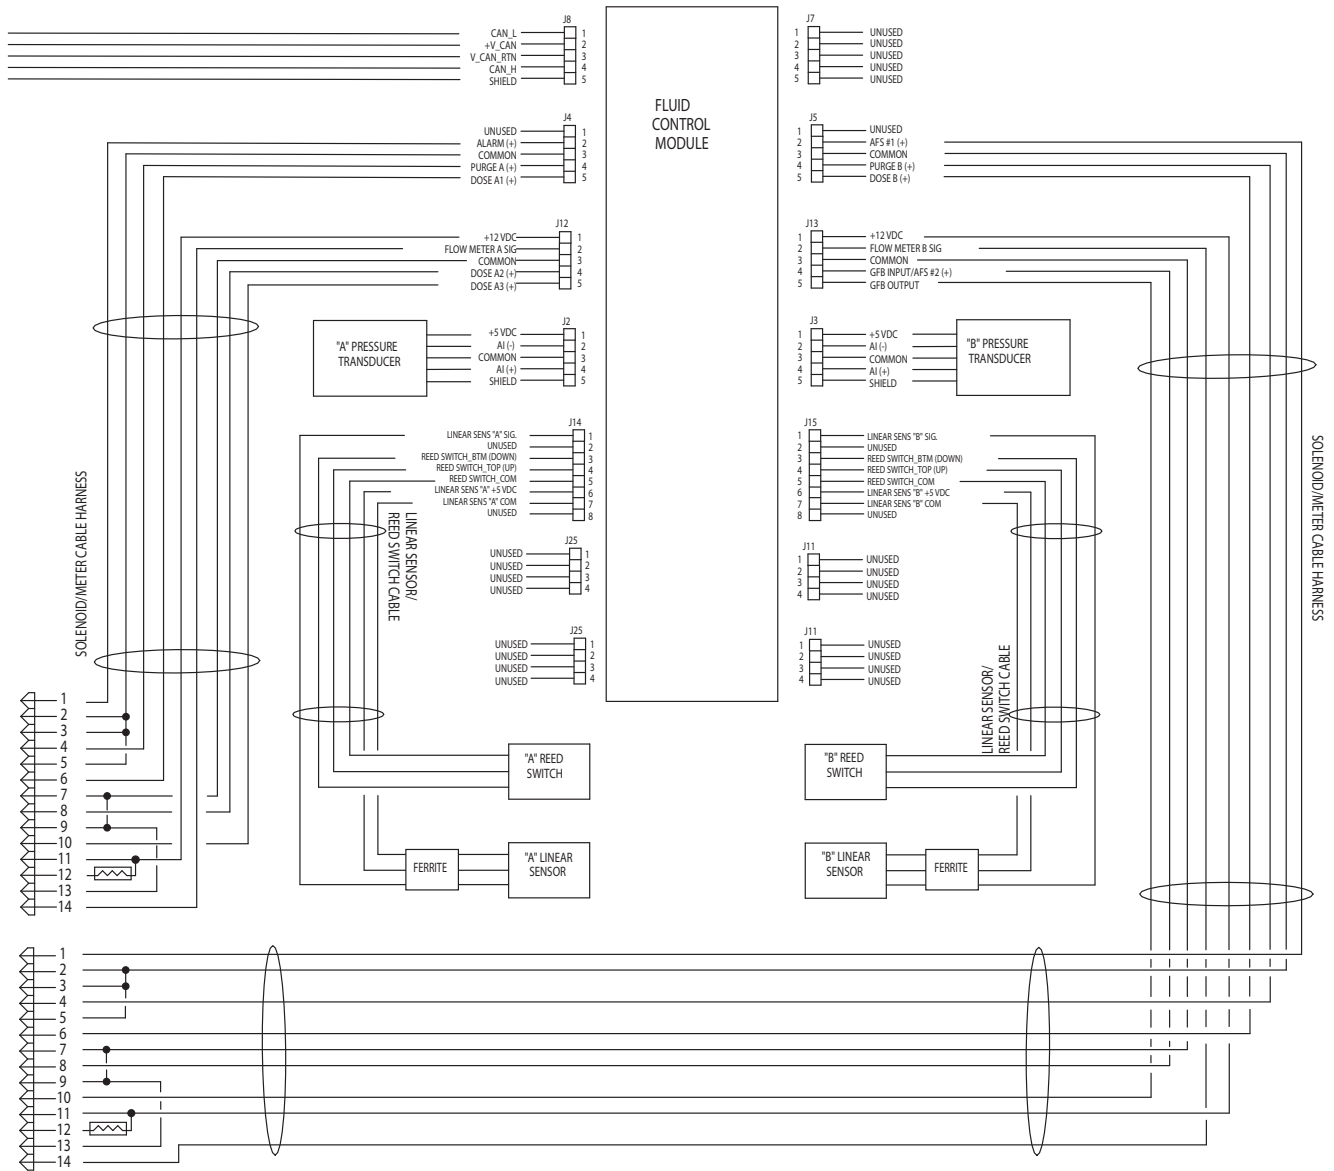 J8
CAN_L 1
+V_CAN 2
V_CAN_RTN 3
CAN_H 4
SHIELD 5
J4
UNUSED 1
ALARM (+) 2
COMMON 3
PURGE A (+) 4
DOSE A1 (+) 5
J12
+12 VDC 1
FLOW METER A SIG 2
COMMON 3
DOSE A2 (+) 4
DOSE A3 (+) 5
J2
+5 VDC 1
AI (-) 2
COMMON 3
AI (+) 4
SHIELD 5
"A" PRESSURE
TRANSDUCER
J14
LINEAR SENS "A" SIG. 1
UNUSED 2
REED SWITCH_BTM (DOWN) 3
REED SWITCH_TOP (UP) 4
REED SWITCH_COM 5
LINEAR SENS "A" +5 VDC 6
LINEAR SENS "A" COM 7
UNUSED 8
J25
UNUSED 1
UNUSED 2
UNUSED 3
UNUSED 4
J25
UNUSED 1
UNUSED 2
UNUSED 3
UNUSED 4
SOLENOID/METER CABLE HARNESS
LINEAR SENSOR/
REED SWITCH CABLE
"A" REED
SWITCH
FERRITE
"A" LINEAR
SENSOR
FLUID
CONTROL
MODULE
J7
1 UNUSED
2 UNUSED
3 UNUSED
4 UNUSED
5 UNUSED
J5
1 UNUSED
2 AFS #1 (+)
3 COMMON
4 PURGE B (+)
5 DOSE B (+)
J13
1 +12 VDC
2 FLOW METER B SIG
3 COMMON
4 GFB INPUT/AFS #2 (+)
5 GFB OUTPUT
J3
1 +5 VDC
2 AI (-)
3 COMMON
4 AI (+)
5 SHIELD
"B" PRESSURE
TRANSDUCER
J15
1 LINEAR SENS "B" SIG.
2 UNUSED
3 REED SWITCH_BTM (DOWN)
4 REED SWITCH_TOP (UP)
5 REED SWITCH_COM
6 LINEAR SENS "B" +5 VDC
7 LINEAR SENS "B" COM
8 UNUSED
J11
1 UNUSED
2 UNUSED
3 UNUSED
4 UNUSED
J11
1 UNUSED
2 UNUSED
3 UNUSED
4 UNUSED
LINEAR SENSOR/
REED SWITCH CABLE
SOLENOID/METER CABLE HARNESS
"B" REED
SWITCH
"B" LINEAR
SENSOR
FERRITE
1
2
3
4
5
6
7
8
9
10
11
12
13
14
1
2
3
4
5
6
7
8
9
10
11
12
13
14